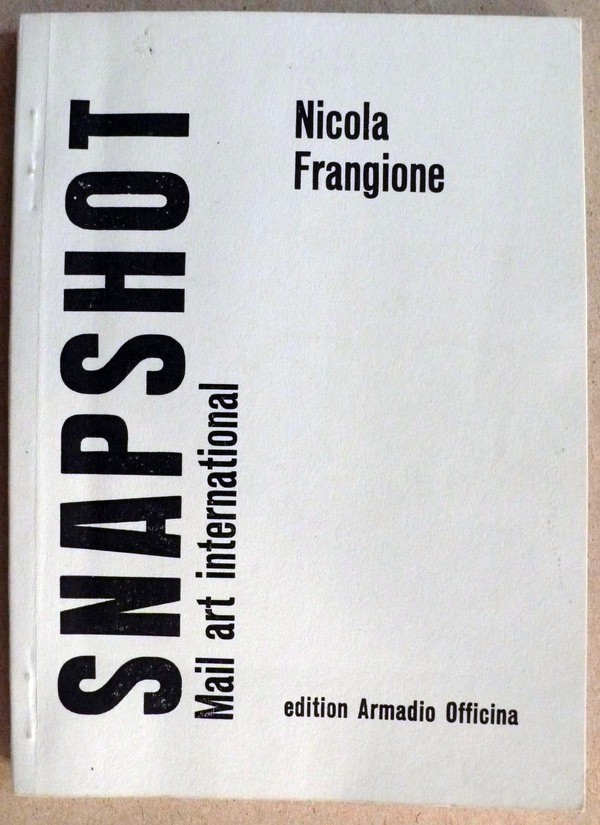 SNAPSHOT
Mail art international
Nicola
Frangione
edition Armadio Officina